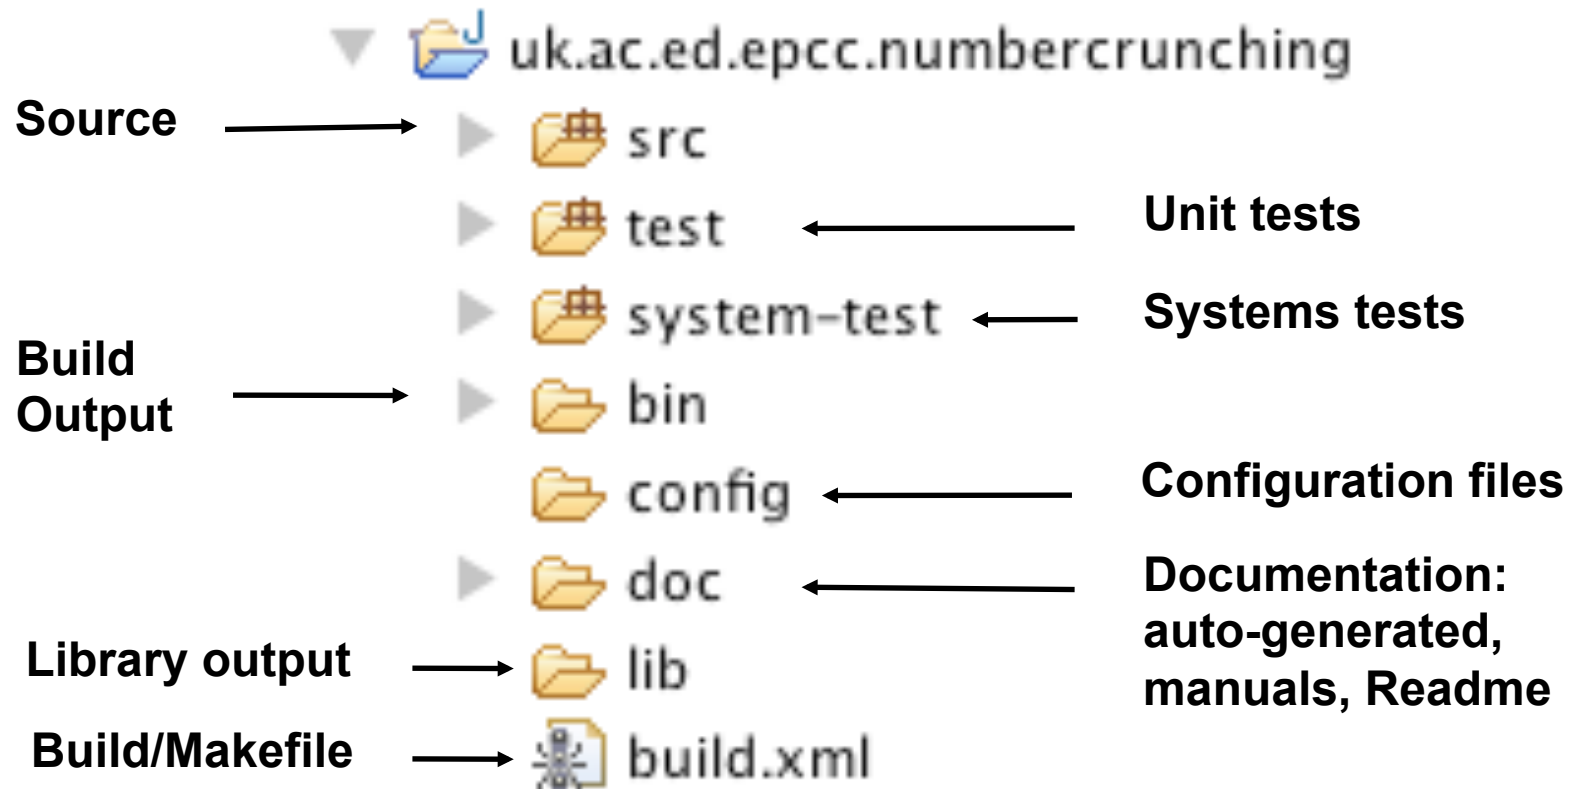 uk.ac.ed.epcc.numbercrunching
Source
src
test
Unit tests
system-test
Systems tests
Build
Output
bin
config
Configuration files
doc
Documentation:
auto-generated,
manuals, Readme
Library output
lib
Build/Makefile
build.xml